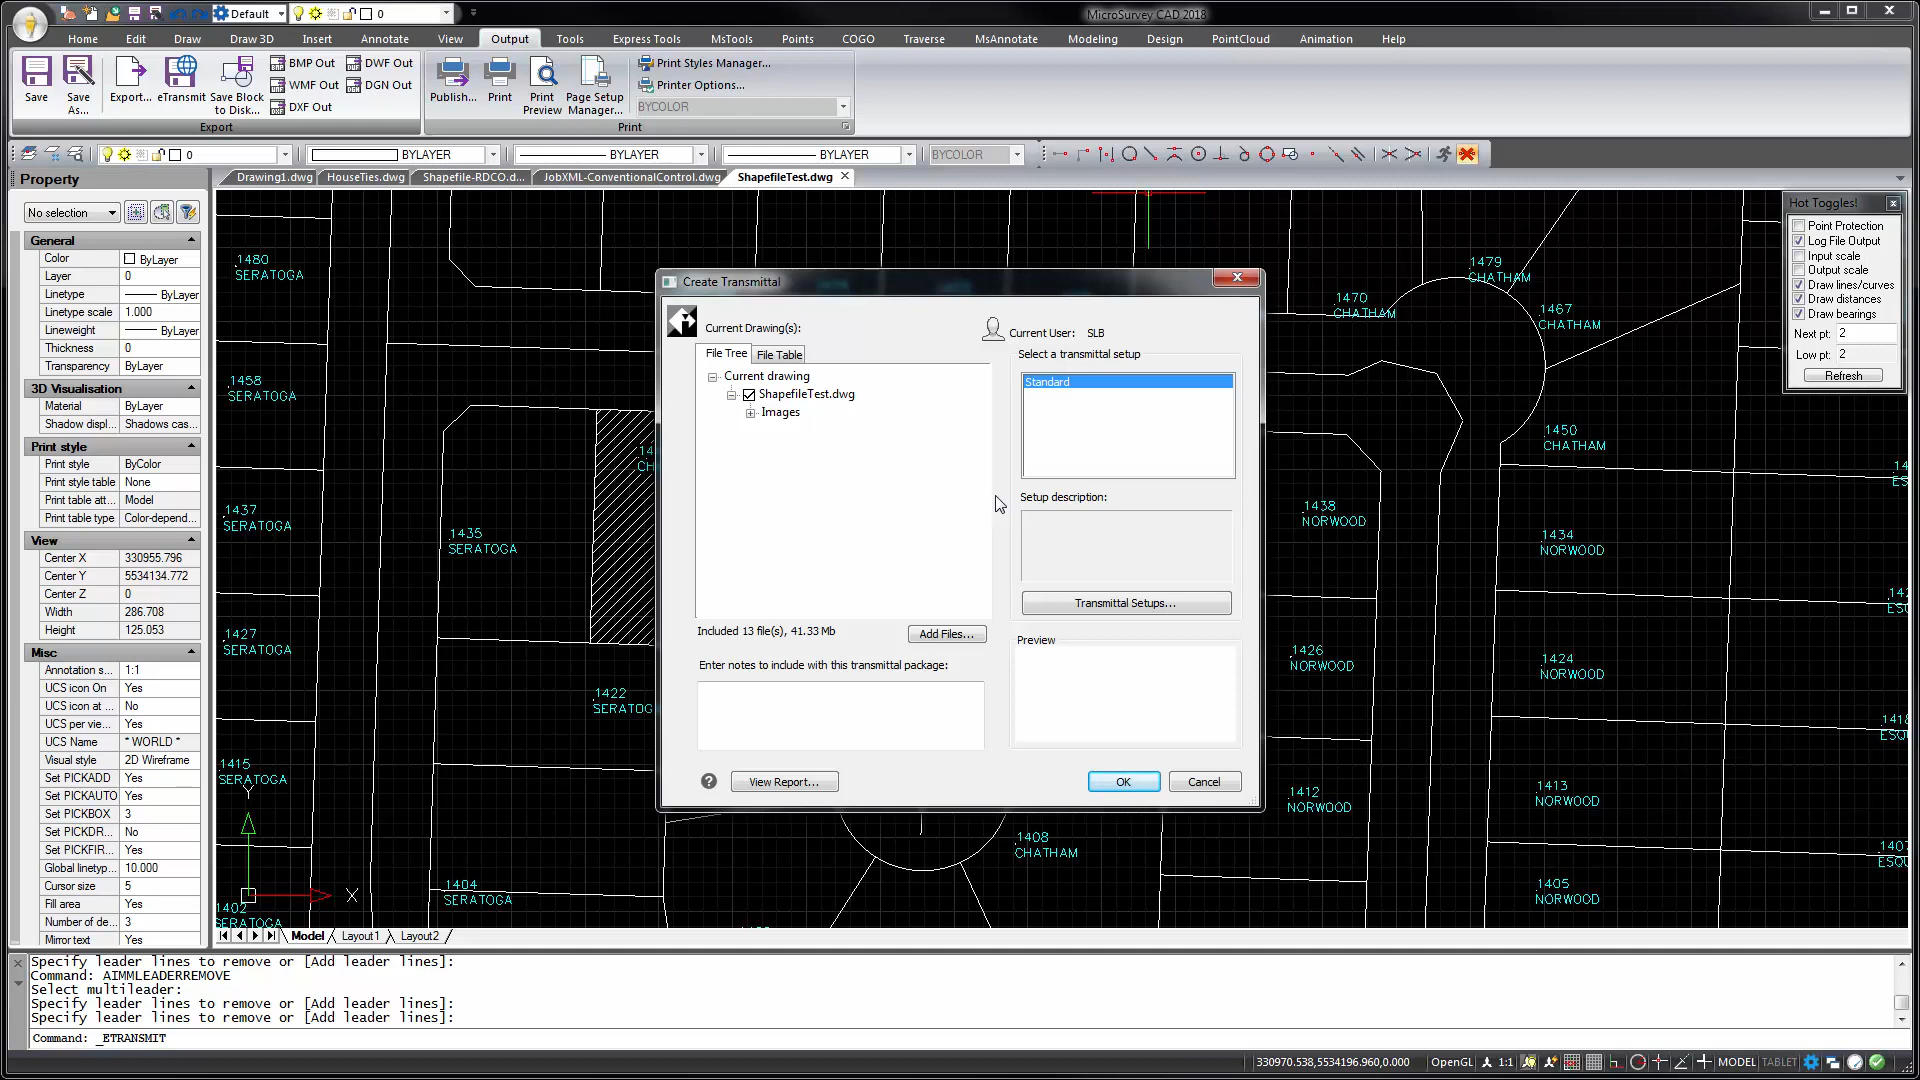 Default
0
MicroSurvey CAD 2018
Home Edit Draw Draw 3D Insert Annotate View Output Tools Express Tools MsTools Points COGO Traverse MsAnnotate Modeling Design PointCloud Animation Help
BMP Out DWF Out
WMF Out DGN Out
DXF Out
Save Save As... Export... eTransmit Save Block to Disk...
Export
Publish... Print Print Preview Page Setup Manager...
Print Styles Manager...
Printer Options...
BYCOLOR
Print
0 BYLAYER BYLAYER BYLAYER BYCOLOR
Property
Drawing1.dwg HouseTies.dwg Shapefile-RDCO.d... JobXML-ConventionalControl.dwg ShapefileTest.dwg
No selection
General
Color ByLayer
Layer 0
Linetype ByLayer
Linetype scale 1.000
Lineweight ByLayer
Thickness 0
Transparency ByLayer
3D Visualisation
Material ByLayer
Shadow displ... Shadows cas...
Print style
Print style ByColor
Print style table None
Print table att... Model
Print table type Color-depend...
View
Center X 330955.796
Center Y 5534134.772
Center Z 0
Width 286.708
Height 125.053
Misc
Annotation s... 1:1
UCS icon On Yes
UCS icon at ... No
UCS per vie... Yes
UCS Name * WORLD *
Visual style 2D Wireframe
Set PICKADD Yes
Set PICKAUTO Yes
Set PICKBOX 3
Set PICKDR... No
Set PICKFIR... Yes
Global linetyp... 10.000
Cursor size 5
Fill area Yes
Number of de... 3
Mirror text Yes
1480
SERATOGA
1458
SERATOGA
1437
SERATOGA
1427
SERATOGA
1415
SERATOGA
Y
X
1402
SERATOGA
1435
SERATOGA
1422
SERATOG
1404
SERATOGA
Create Transmittal
Current Drawing(s):
Current User: SLB
File Tree File Table
Current drawing
ShapefileTest.dwg
Images
Select a transmittal setup
Standard
Setup description:
Transmittal Setups...
Included 13 file(s), 41.33 Mb
Add Files...
Preview
Enter notes to include with this transmittal package:
? View Report... OK Cancel
1408
CHATHAM
1479
CHATHAM
1470
CHATHAM
1467
CHATHAM
1450
CHATHAM
1438
NORWOOD
1434
NORWOOD
1426
NORWOOD
1424
NORWOOD
1412
NORWOOD
1413
NORWOOD
1405
NORWOOD
1418
ESQU
1407
ESQU
Hot Toggles!
Point Protection
Log File Output
Input scale
Output scale
Draw lines/curves
Draw distances
Draw bearings
Next pt: 2
Low pt: 2
Refresh
Model Layout1 Layout2
Specify leader lines to remove or [Add leader lines]:
Command: AIMMLEADERREMOVE
Select multileader:
Specify leader lines to remove or [Add leader lines]:
Specify leader lines to remove or [Add leader lines]:
Command: _ETRANSMIT
330970.538,5534196.960,0.000 OpenGL 1:1 MODEL TABLET